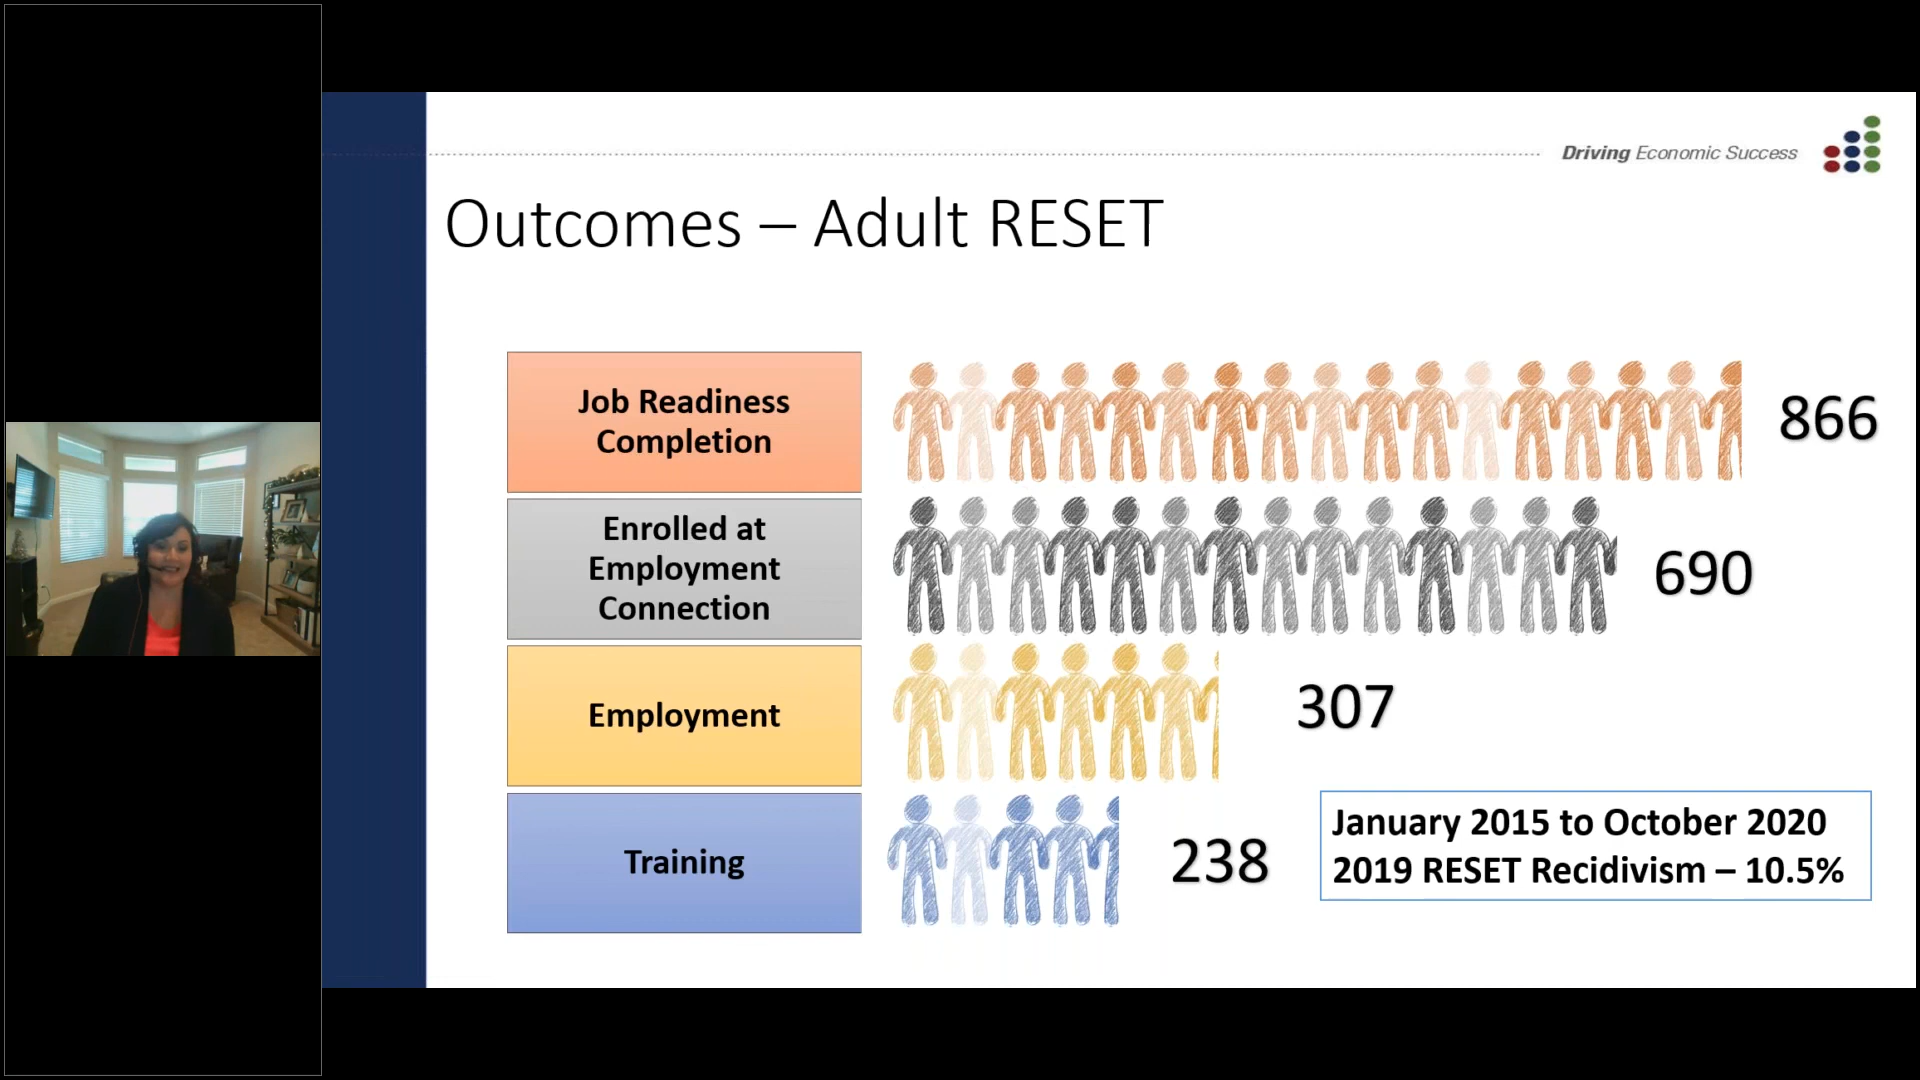 Driving Economic Success
Outcomes – Adult RESET
Job Readiness
Completion
866
Enrolled at
Employment
Connection
690
Employment
307
Training
238
January 2015 to October 2020
2019 RESET Recidivism – 10.5%